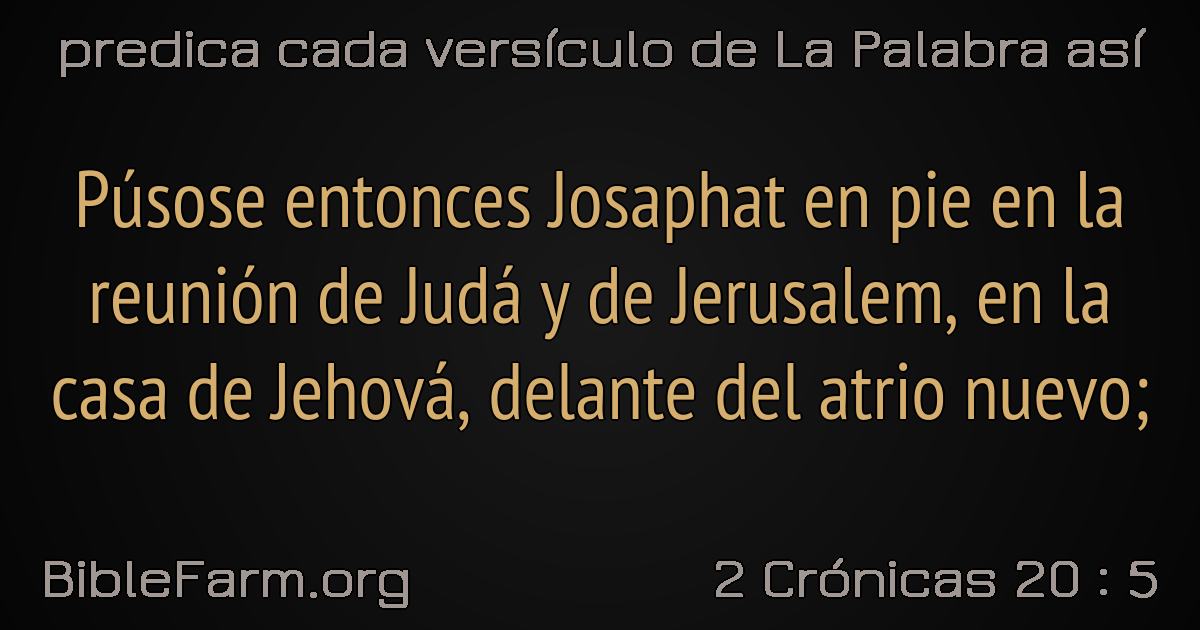 predica cada versículo de La Palabra así
Púsose entonces Josaphat en pie en la
reunión de Judá y de Jerusalem, en la
casa de Jehová, delante del atrio nuevo;
BibleFarm.org
2 Crónicas 20 : 5